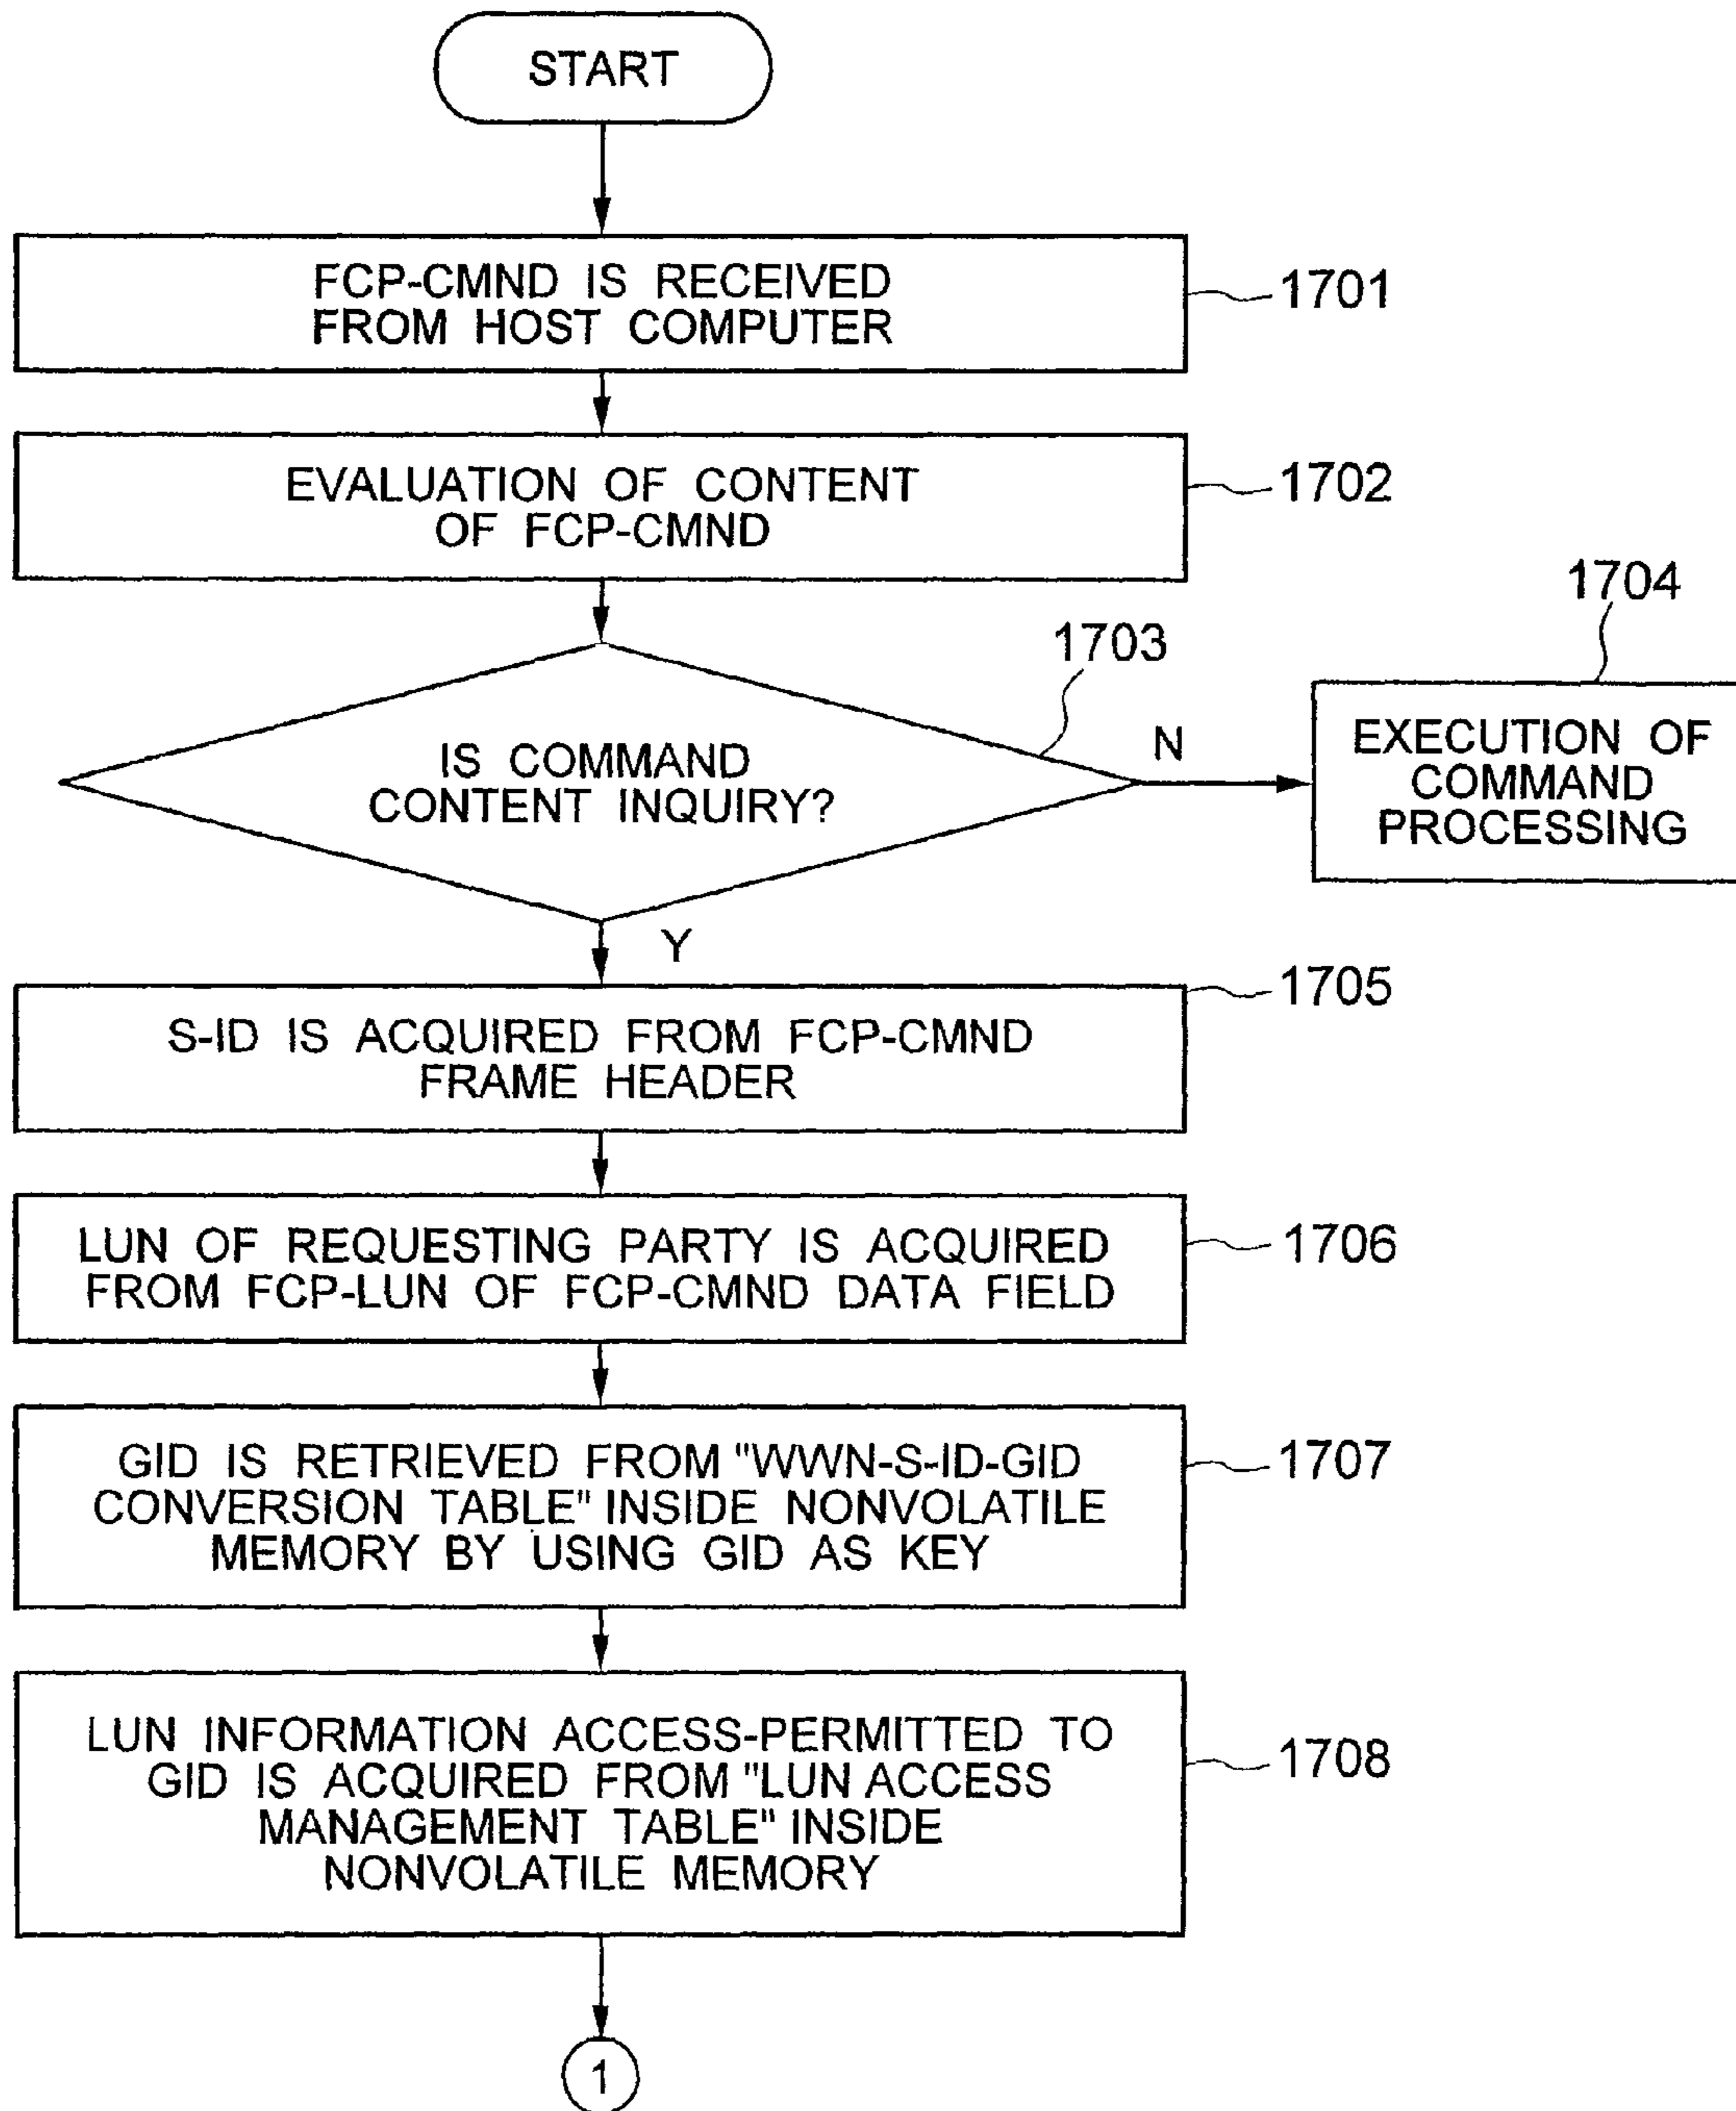 START
FCP-CMND IS RECEIVED
FROM HOST COMPUTER
1701
EVALUATION OF CONTENT
OF FCP-CMND
1702
1703
IS COMMAND
CONTENT INQUIRY?
N
1704
EXECUTION OF
COMMAND
PROCESSING
Y
1705
S-ID IS ACQUIRED FROM FCP-CMND
FRAME HEADER
LUN OF REQUESTING PARTY IS ACQUIRED
FROM FCP-LUN OF FCP-CMND DATA FIELD
1706
GID IS RETRIEVED FROM "WWN-S-ID-GID
CONVERSION TABLE" INSIDE NONVOLATILE
MEMORY BY USING GID AS KEY
1707
LUN INFORMATION ACCESS-PERMITTED TO
GID IS ACQUIRED FROM "LUN ACCESS
MANAGEMENT TABLE" INSIDE
NONVOLATILE MEMORY
1708
1